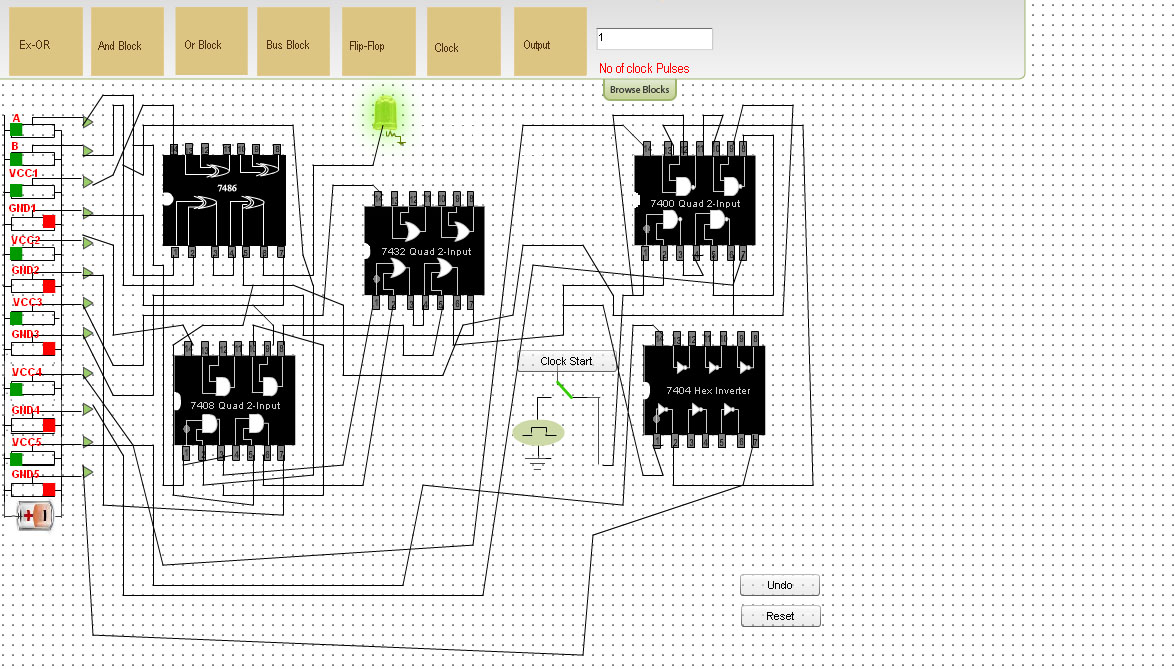 Ex-OR
And Block
Or Block
Bus Block
Flip-Flop
Clock
Output
1
No of clock Pulses
Browse Blocks
A
B
VCC1
GND1
VCC2
GND2
VCC3
GND3
VCC4
GND4
VCC5
GND5
7486
7432 Quad 2-Input
7400 Quad 2-Input
7408 Quad 2-Input
Clock Start
7404 Hex Inverter
Undo
Reset